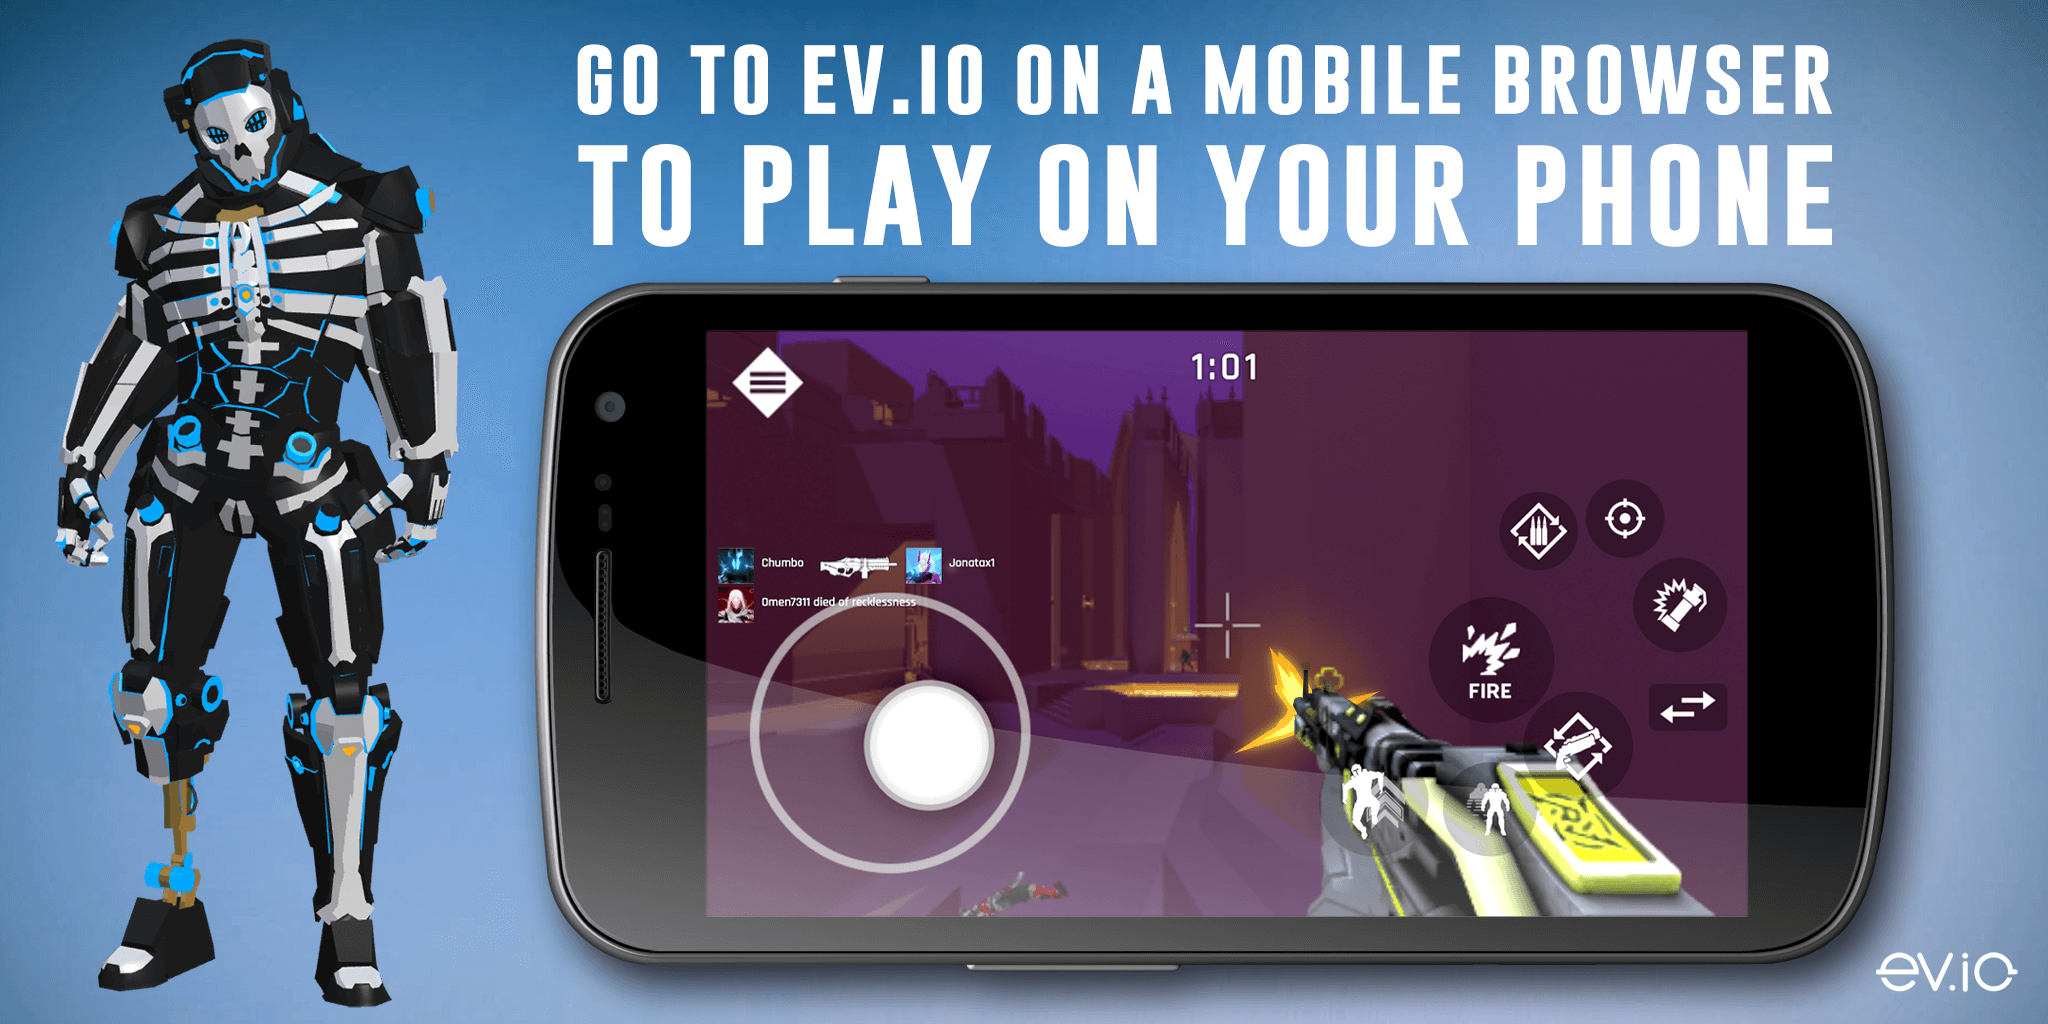 GO TO EV.IO ON A MOBILE BROWSER
TO PLAY ON YOUR PHONE
1:01
Chumbo Jonatax1
Omen7311 died of recklessness
FIRE
ev.io